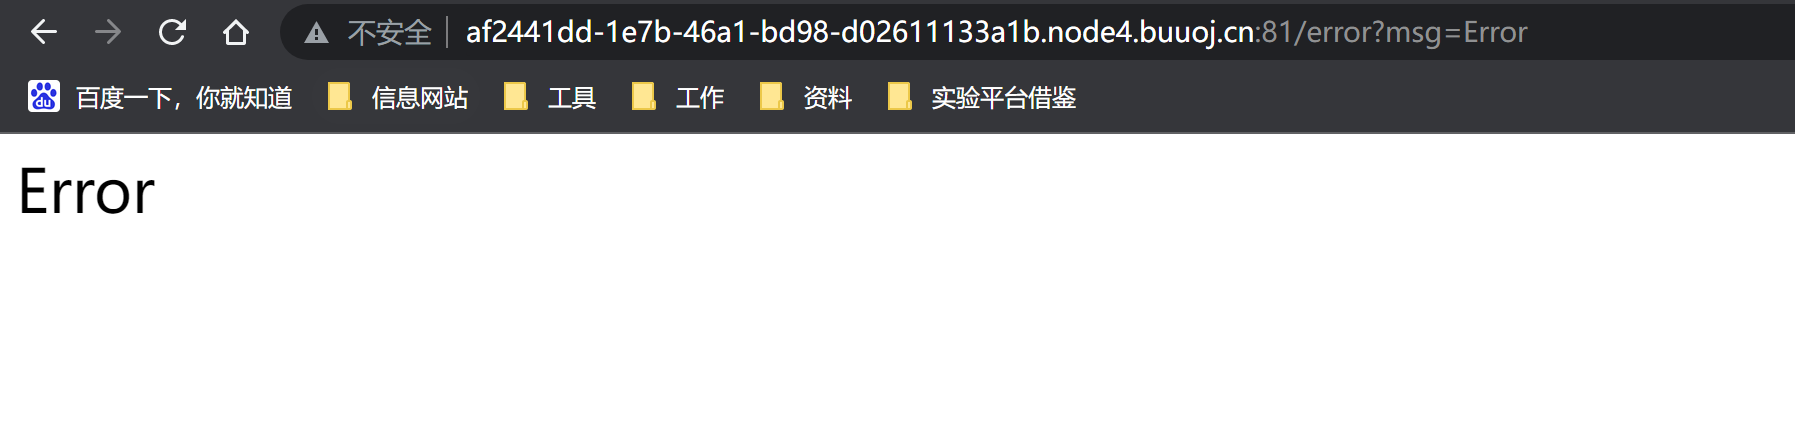 不安全 af2441dd-1e7b-46a1-bd98-d02611133a1b.node4.buuoj.cn:81/error?msg=Error
du 百度一下，你就知道 信息网站 工具 工作 资料 实验平台借鉴
Error